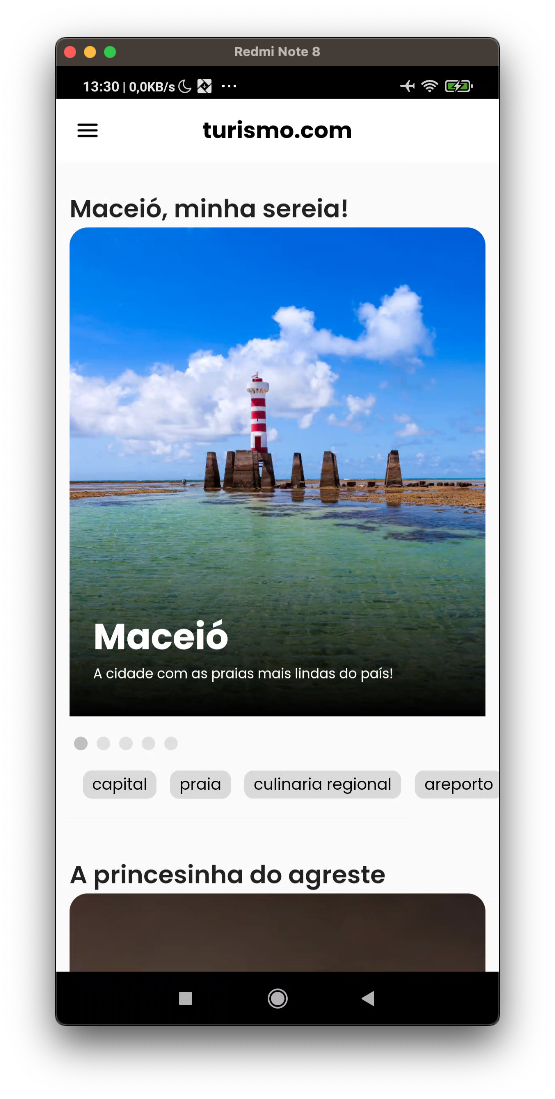 Redmi Note 8
13:30 | 0,0KB/s
turismo.com
Maceió, minha sereia!
Maceió
A cidade com as praias mais lindas do país!
capital praia culinaria regional areporto
A princesinha do agreste